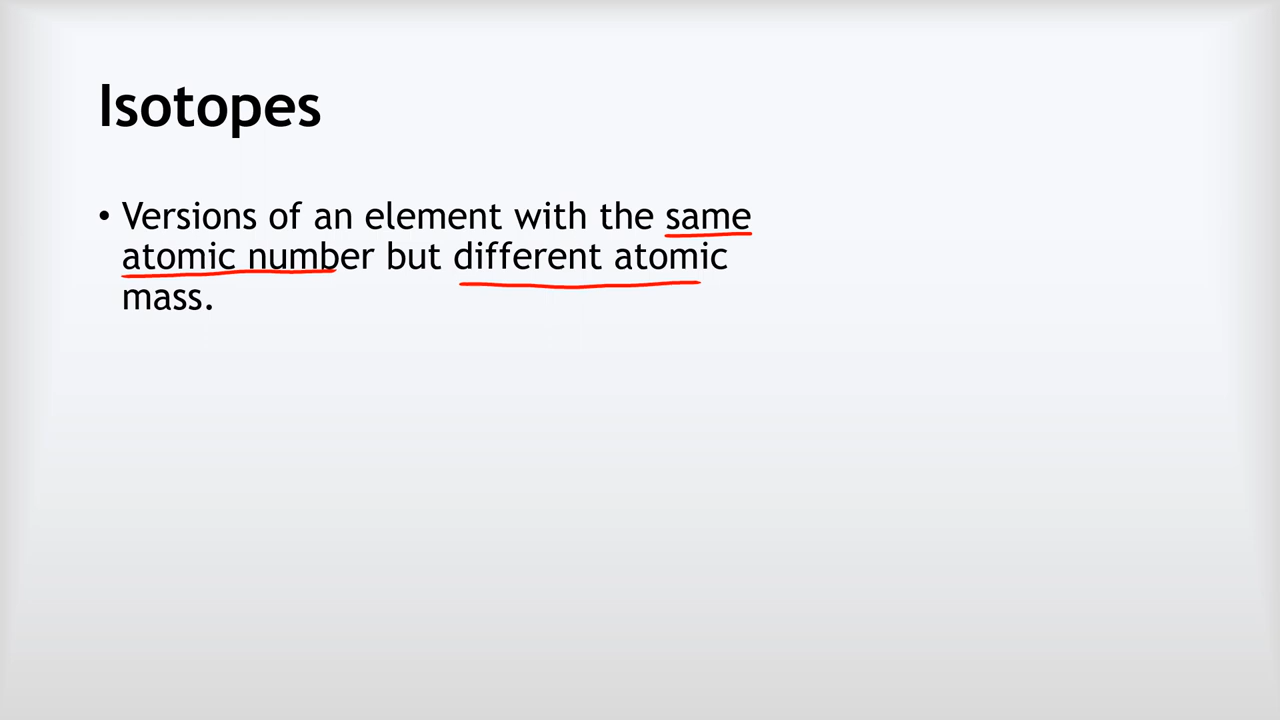 Isotopes
• Versions of an element with the same
atomic number but different atomic
mass.